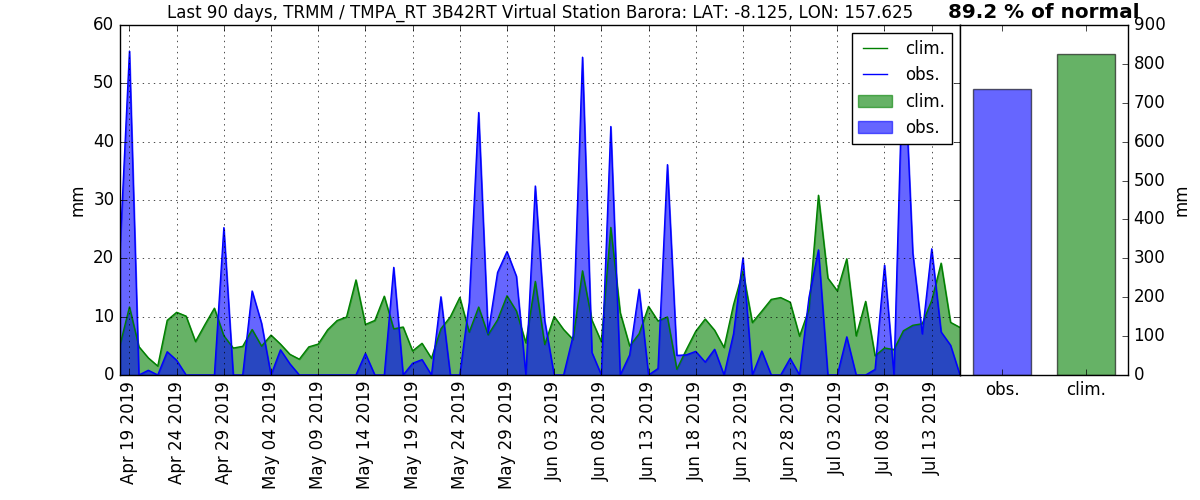 Last 90 days, TRMM / TMPA_RT 3B42RT Virtual Station Barora: LAT: -8.125, LON: 157.625
89.2 % of normal
60
50
40
30
20
10
0
mm
clim.
obs.
clim.
obs.
900
800
700
600
500
400
300
200
100
0
mm
obs.
clim.
Apr 19 2019
Apr 24 2019
Apr 29 2019
May 04 2019
May 09 2019
May 14 2019
May 19 2019
May 24 2019
May 29 2019
Jun 03 2019
Jun 08 2019
Jun 13 2019
Jun 18 2019
Jun 23 2019
Jun 28 2019
Jul 03 2019
Jul 08 2019
Jul 13 2019